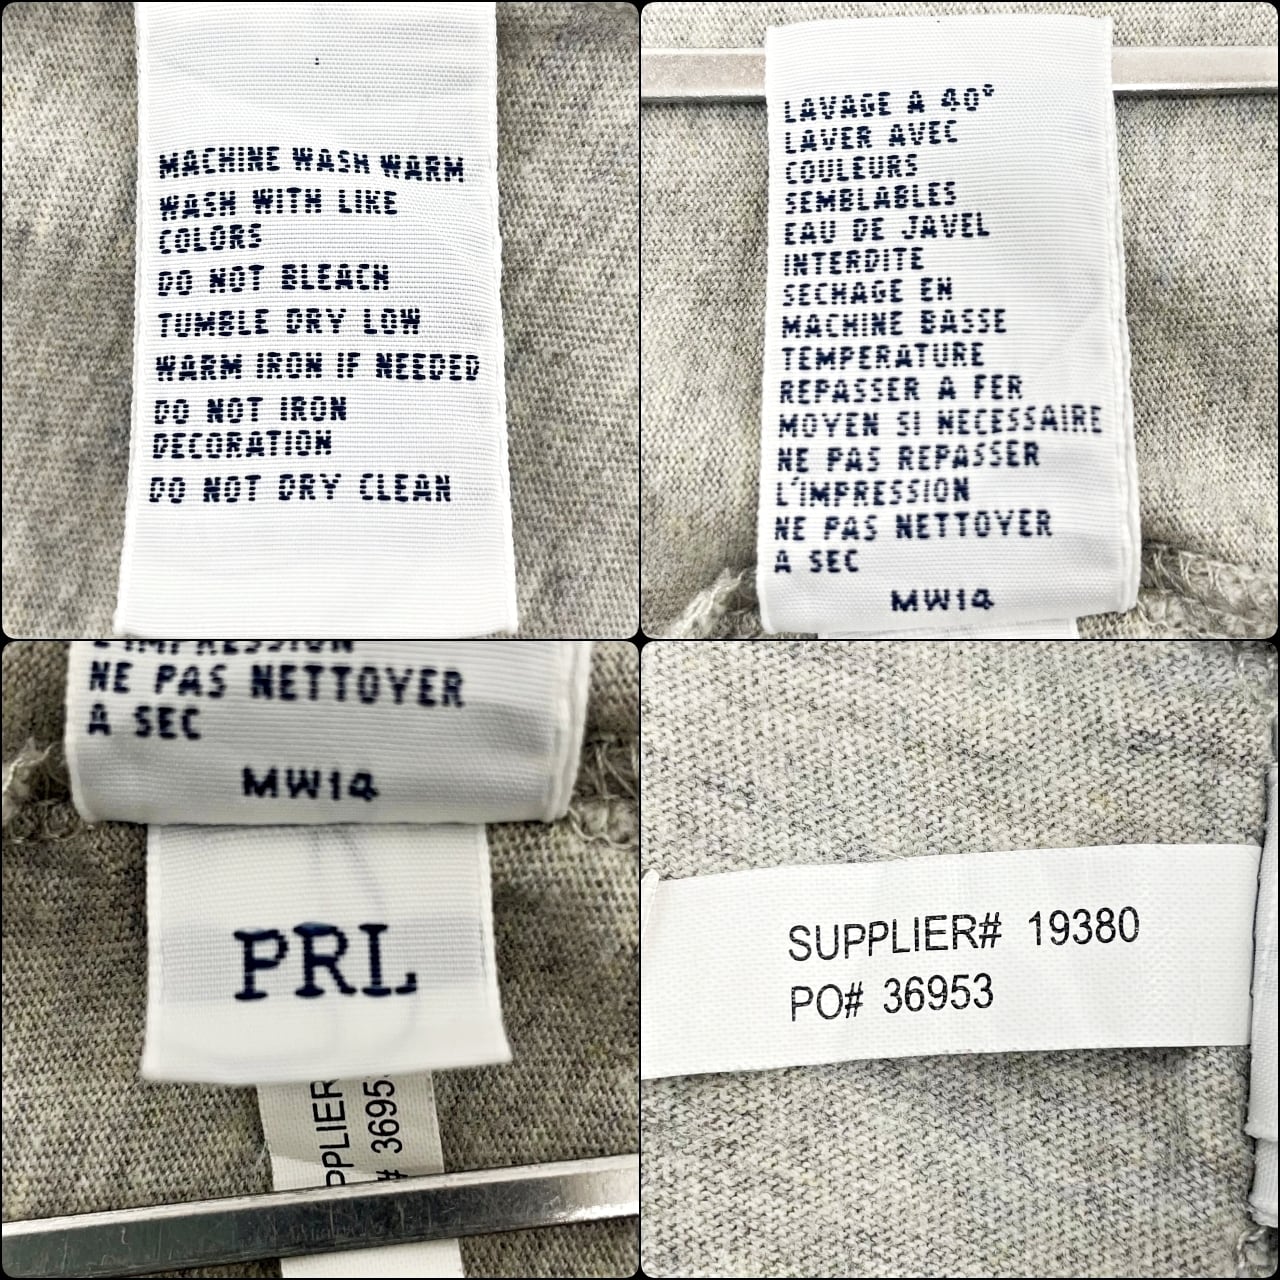 MACHINE WASH WARM
WASH WITH LIKE
COLORS
DO NOT BLEACH
TUMBLE DRY LOW
WARM IRON IF NEEDED
DO NOT IRON
DECORATION
DO NOT DRY CLEAN
LAVAGE A 40°
LAVER AVEC
COULEURS
SEMBLABLES
EAU DE JAVEL
INTERDITE
SECHAGE EN
MACHINE BASSE
TEMPERATURE
REPASSER A FER
MOYEN SI NECESSAIRE
NE PAS REPASSER
L'IMPRESSION
NE PAS NETTOYER
A SEC
MW14
L'IMPRESSION
NE PAS NETTOYER
A SEC
MW14
PRL
PPLIER
# 3695
SUPPLIER# 19380
PO# 36953